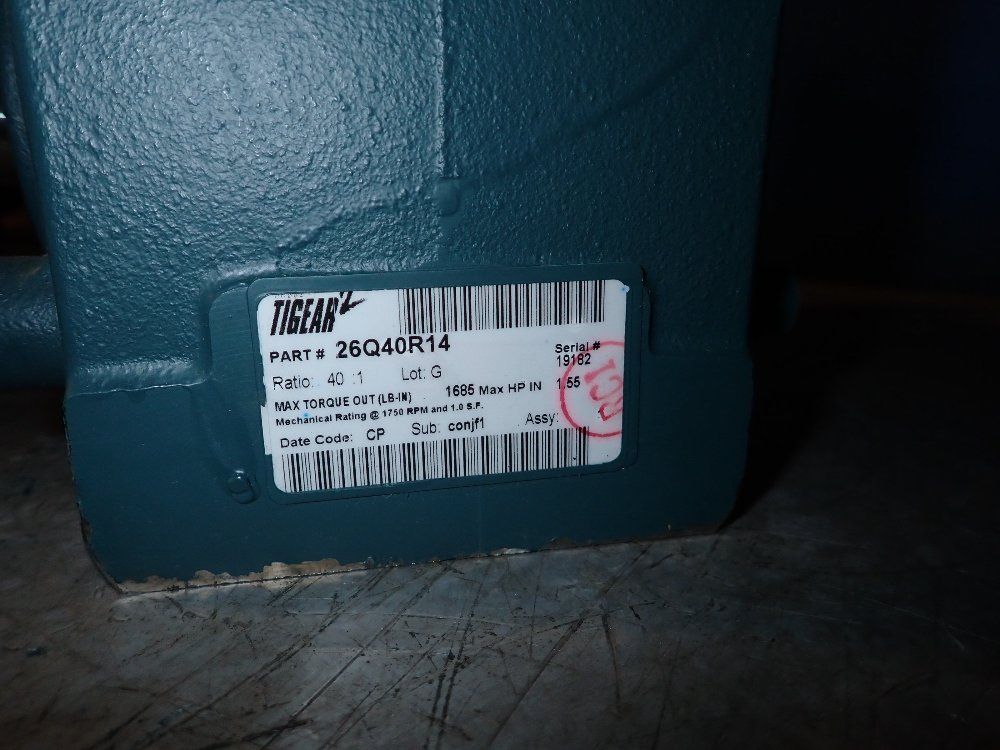 TIGEAR 2
PART # 26Q40R14
Serial #
19182
Ratio: 40 :1 Lot: G
MAX TORQUE OUT (LB-IN) 1685 Max HP IN 1.55
Mechanical Rating @ 1750 RPM and 1.0 S.F.
Date Code: CP Sub: conjf1 Assy: 1
RC1